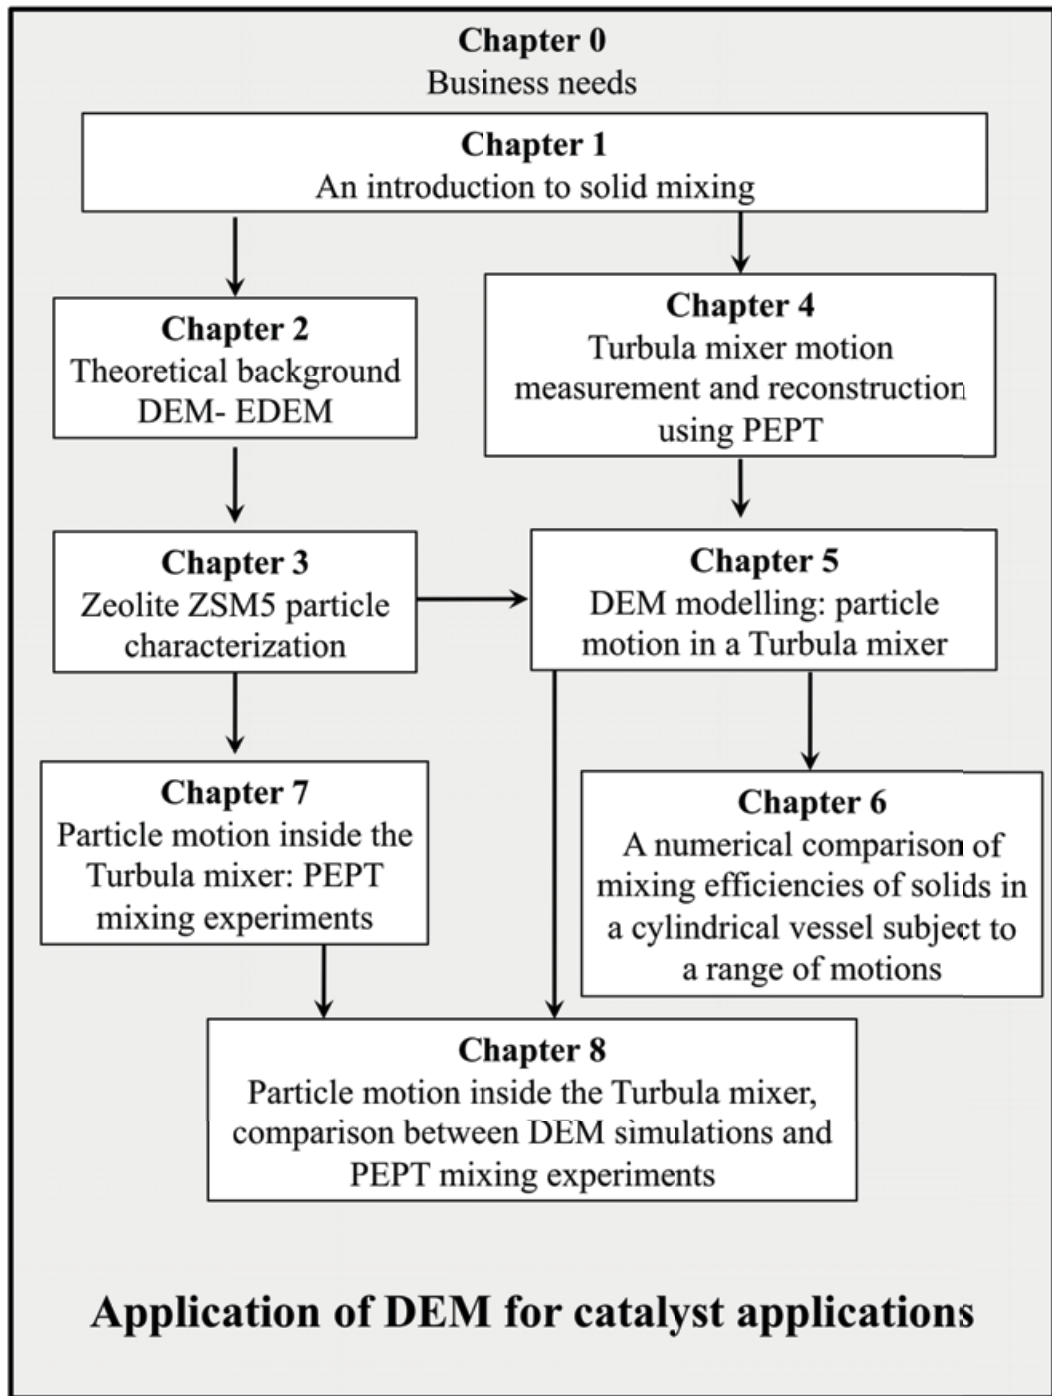 Chapter 0
Business needs
Chapter 1
An introduction to solid mixing
Chapter 2
Theoretical background
DEM- EDEM
Chapter 4
Turbula mixer motion
measurement and reconstruction
using PEPT
Chapter 3
Zeolite ZSM5 particle
characterization
Chapter 5
DEM modelling: particle
motion in a Turbula mixer
Chapter 7
Particle motion inside the
Turbula mixer: PEPT
mixing experiments
Chapter 6
A numerical comparison of
mixing efficiencies of solids in
a cylindrical vessel subject to
a range of motions
Chapter 8
Particle motion inside the Turbula mixer,
comparison between DEM simulations and
PEPT mixing experiments
Application of DEM for catalyst applications